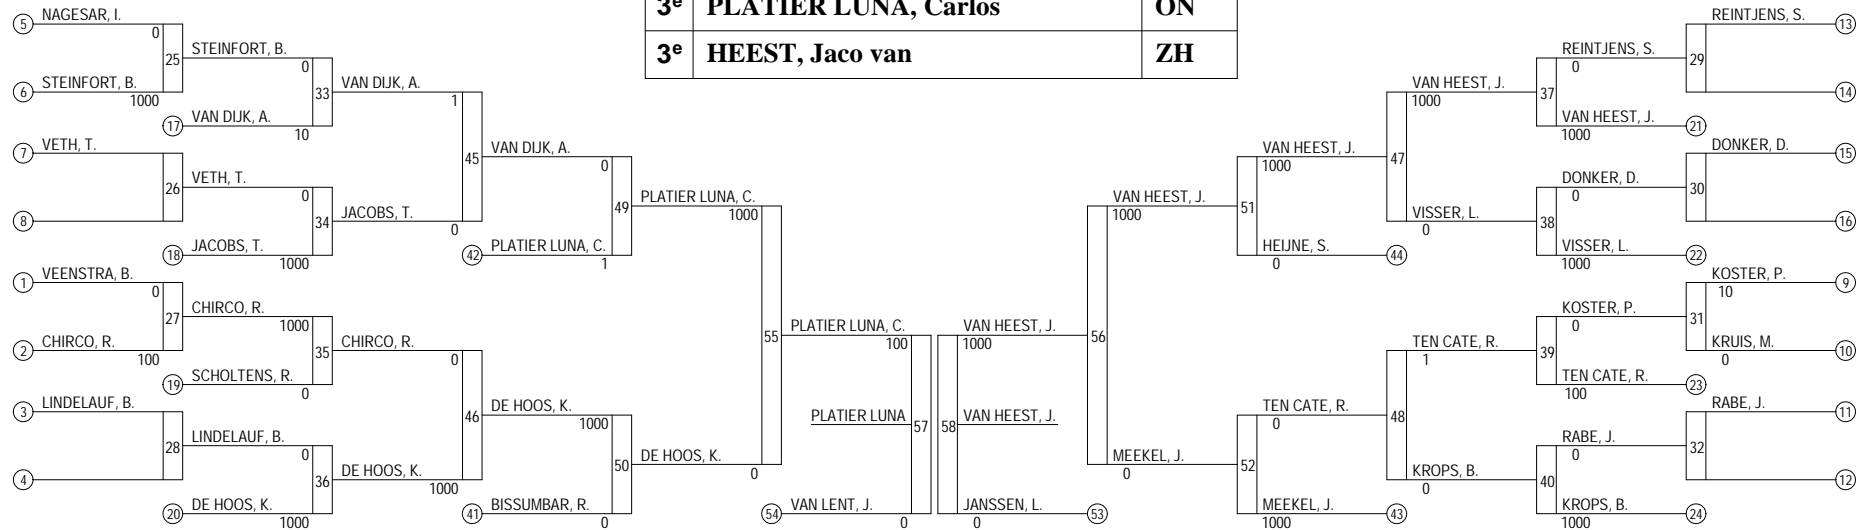 3e PLATIER LUNA, Carlos ON
3e HEEST, Jaco van ZH
5 NAGESAR, I.
0
25
6 STEINFORT, B.
1000
STEINFORT, B.
0
33
17 VAN DIJK, A.
10
7 VETH, T.
26
8
VETH, T.
0
34
18 JACOBS, T.
1000
1 VEENSTRA, B.
0
27
2 CHIRCO, R.
100
CHIRCO, R.
1000
35
19 SCHOLTENS, R.
0
3 LINDELAUF, B.
28
4
LINDELAUF, B.
0
36
20 DE HOOS, K.
1000
VAN DIJK, A.
1
45
JACOBS, T.
0
CHIRCO, R.
0
46
DE HOOS, K.
1000
VAN DIJK, A.
0
49
42 PLATIER LUNA, C.
1
DE HOOS, K.
1000
50
41 BISSUMBAR, R.
0
PLATIER LUNA, C.
1000
55
DE HOOS, K.
0
PLATIER LUNA, C.
100
PLATIER LUNA
57
54 VAN LENT, J.
0
VAN HEEST, J.
1000
58 VAN HEEST, J.
JANSSEN, L. 53
0
VAN HEEST, J.
1000
56
MEEKEL, J.
0
VAN HEEST, J.
1000
51
HEIJNE, S. 44
0
TEN CATE, R.
0
52
MEEKEL, J. 43
1000
VAN HEEST, J.
1000
47
VISSER, L.
0
TEN CATE, R.
1
48
KROPS, B.
0
REINTJENS, S.
0
37
VAN HEEST, J. 21
1000
DONKER, D.
0
38
VISSER, L. 22
1000
KOSTER, P.
0
39
TEN CATE, R. 23
100
RABE, J.
0
40
KROPS, B. 24
1000
REINTJENS, S. 13
29
14
DONKER, D. 15
30
16
KOSTER, P. 9
10
31
KRUIS, M. 10
0
RABE, J. 11
32
12